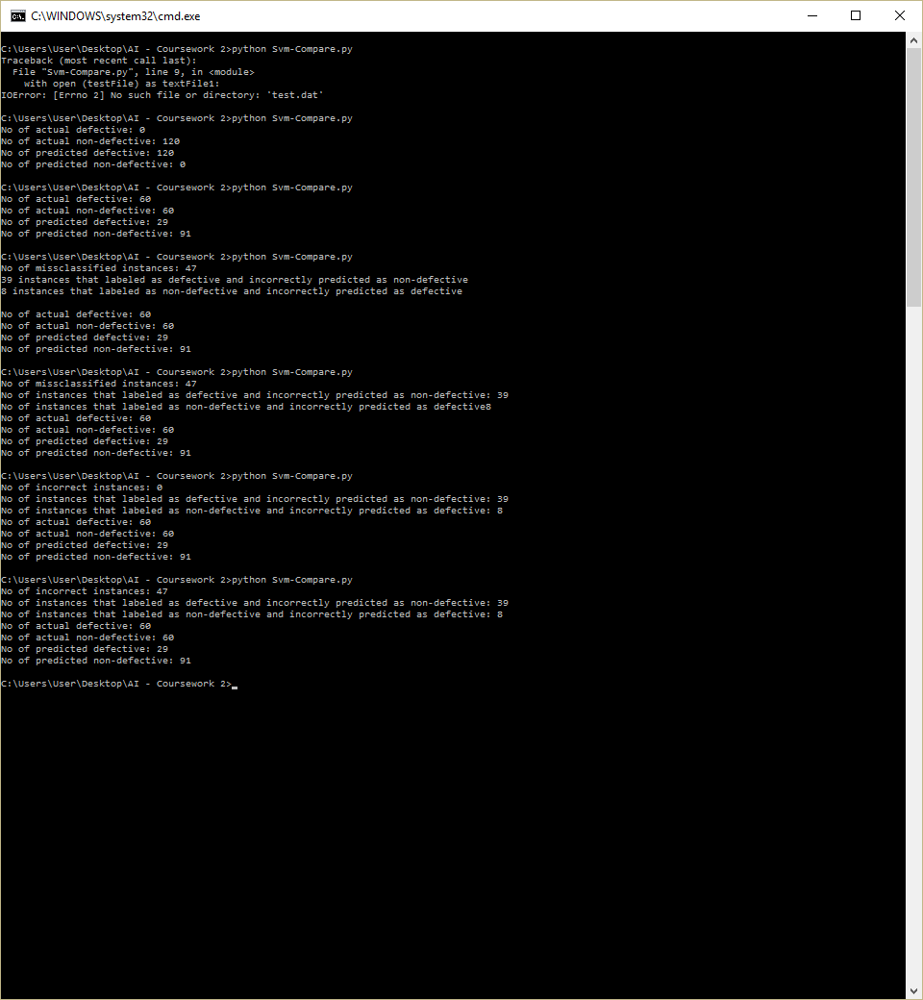 C:\WINDOWS\system32\cmd.exe
C:\Users\User\Desktop\AI - Coursework 2>python Svm-Compare.py
Traceback (most recent call last):
  File "Svm-Compare.py", line 9, in <module>
    with open (testFile) as textFile1:
IOError: [Errno 2] No such file or directory: 'test.dat'
C:\Users\User\Desktop\AI - Coursework 2>python Svm-Compare.py
No of actual defective: 0
No of actual non-defective: 120
No of predicted defective: 120
No of predicted non-defective: 0
C:\Users\User\Desktop\AI - Coursework 2>python Svm-Compare.py
No of actual defective: 60
No of actual non-defective: 60
No of predicted defective: 29
No of predicted non-defective: 91
C:\Users\User\Desktop\AI - Coursework 2>python Svm-Compare.py
No of missclassified instances: 47
39 instances that labeled as defective and incorrectly predicted as non-defective
8 instances that labeled as non-defective and incorrectly predicted as defective
No of actual defective: 60
No of actual non-defective: 60
No of predicted defective: 29
No of predicted non-defective: 91
C:\Users\User\Desktop\AI - Coursework 2>python Svm-Compare.py
No of missclassified instances: 47
No of instances that labeled as defective and incorrectly predicted as non-defective: 39
No of instances that labeled as non-defective and incorrectly predicted as defective8
No of actual defective: 60
No of actual non-defective: 60
No of predicted defective: 29
No of predicted non-defective: 91
C:\Users\User\Desktop\AI - Coursework 2>python Svm-Compare.py
No of incorrect instances: 0
No of instances that labeled as defective and incorrectly predicted as non-defective: 39
No of instances that labeled as non-defective and incorrectly predicted as defective: 8
No of actual defective: 60
No of actual non-defective: 60
No of predicted defective: 29
No of predicted non-defective: 91
C:\Users\User\Desktop\AI - Coursework 2>python Svm-Compare.py
No of incorrect instances: 47
No of instances that labeled as defective and incorrectly predicted as non-defective: 39
No of instances that labeled as non-defective and incorrectly predicted as defective: 8
No of actual defective: 60
No of actual non-defective: 60
No of predicted defective: 29
No of predicted non-defective: 91
C:\Users\User\Desktop\AI - Coursework 2>